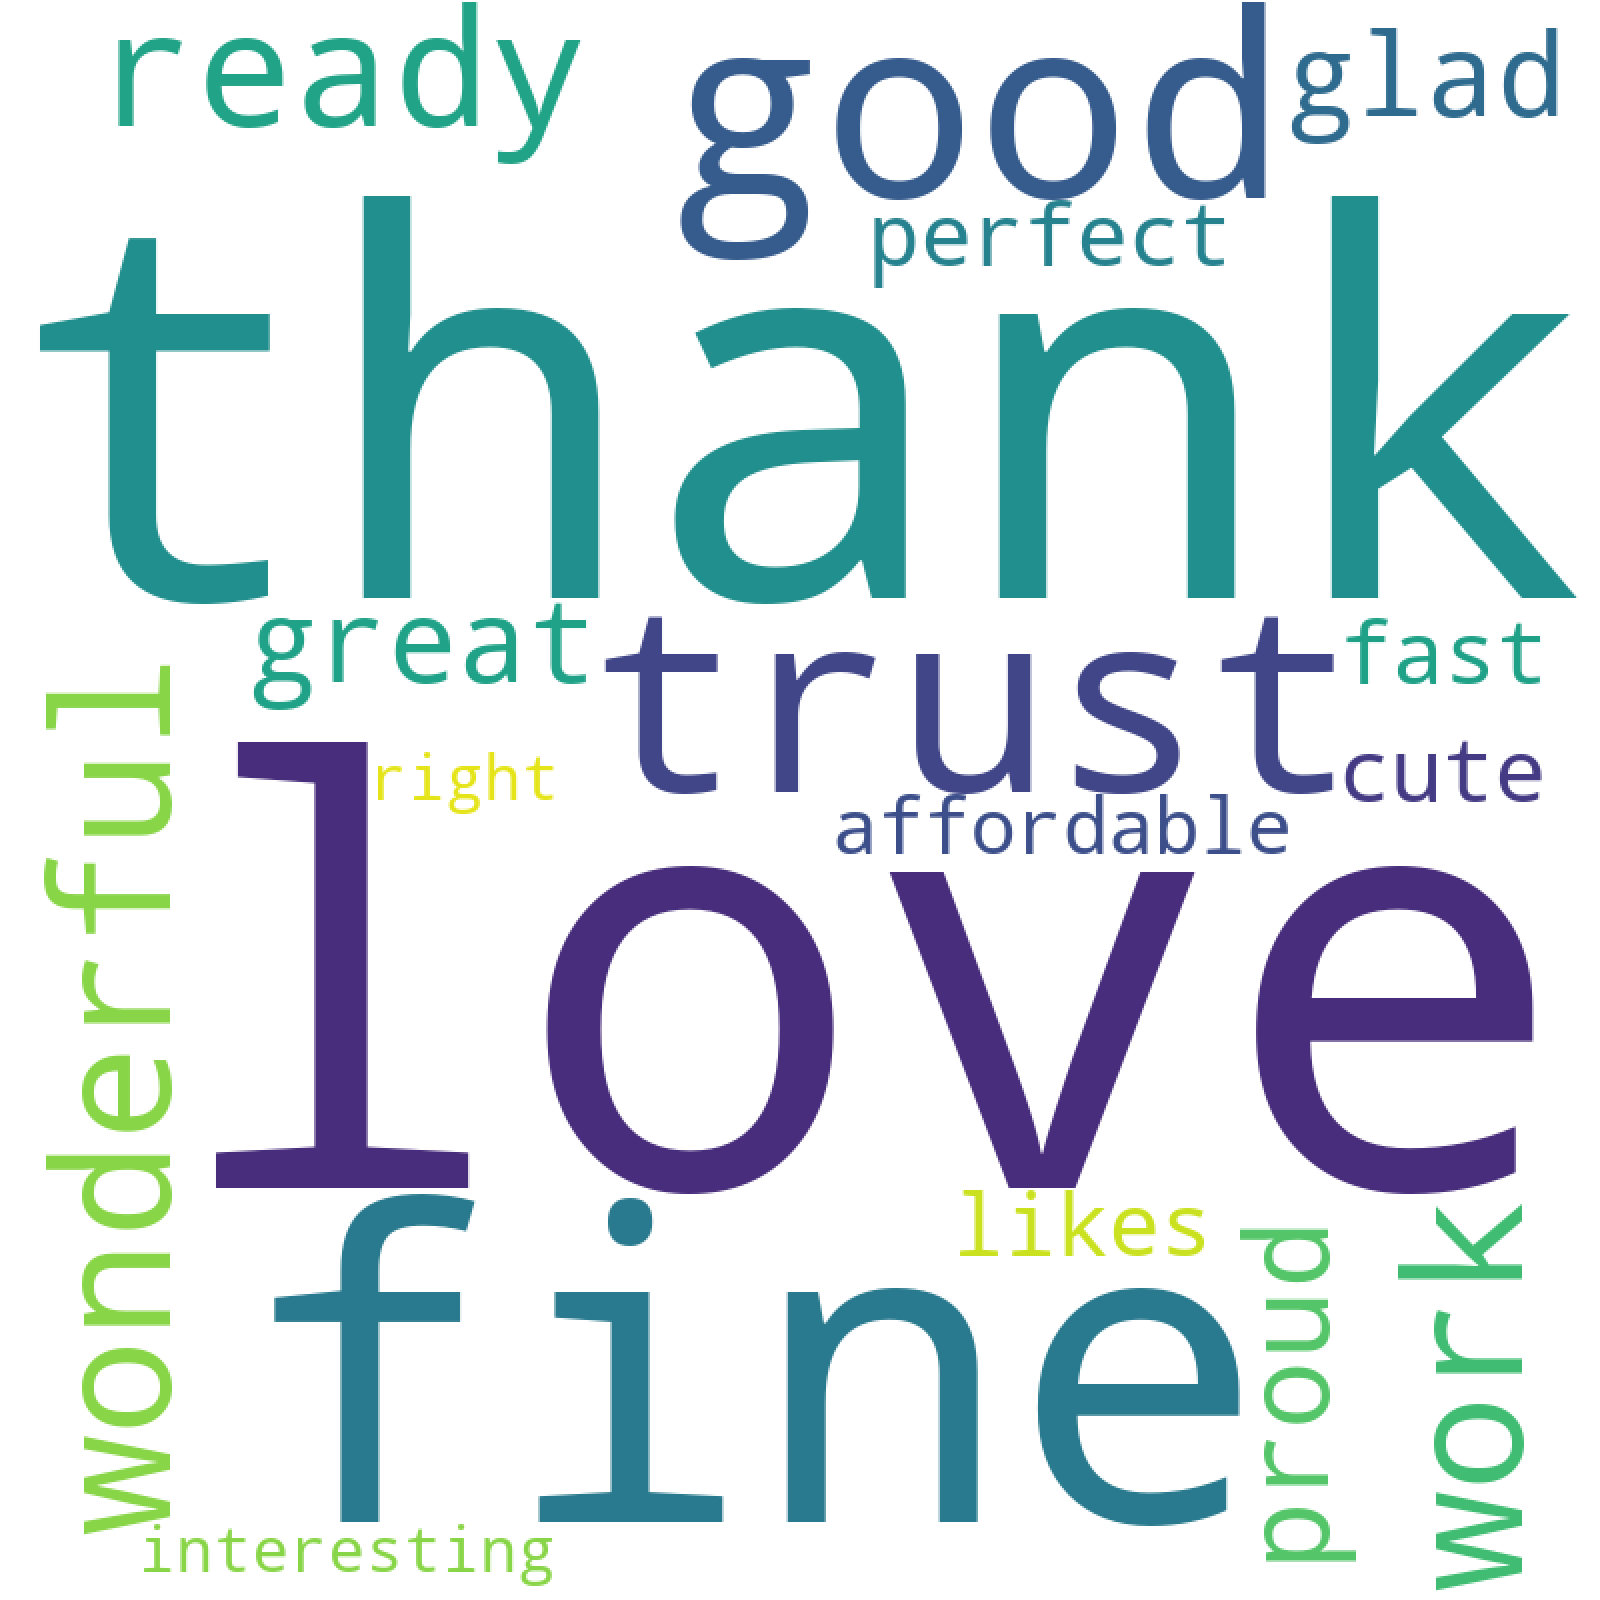 ready
good
glad
perfect
thank
great
trust
fast
wonderful
right
cute
affordable
love
likes
fine
proud
work
interesting